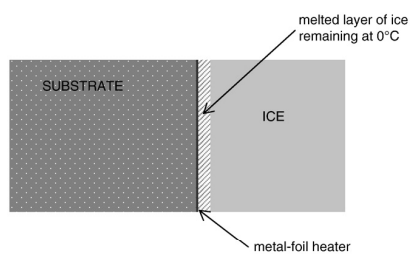 melted layer of ice
remaining at 0°C
SUBSTRATE
ICE
metal-foil heater